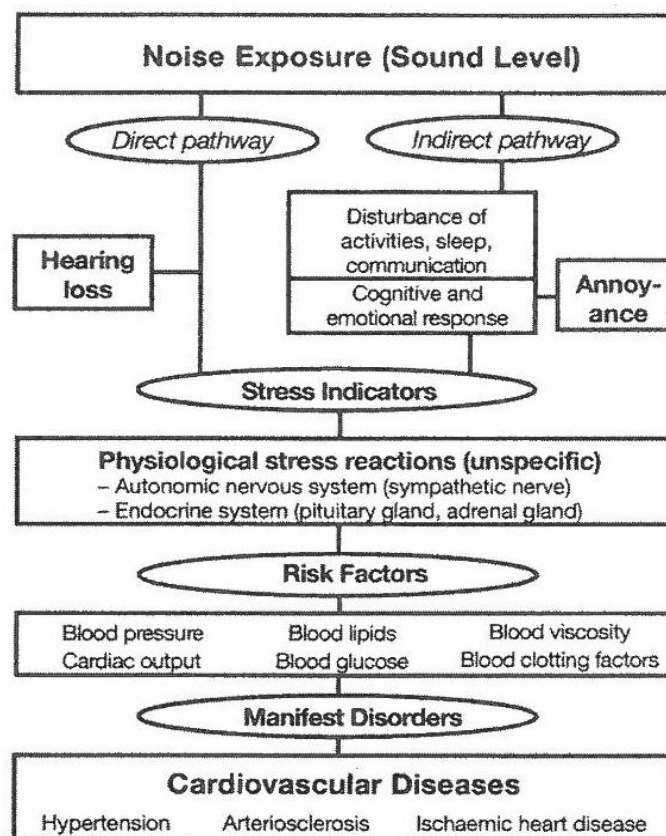 Noise Exposure (Sound Level)
Direct pathway
Indirect pathway
Disturbance of
activities, sleep,
communication
Hearing
loss
Cognitive and
emotional response
Annoy-
ance
Stress Indicators
Physiological stress reactions (unspecific)
– Autonomic nervous system (sympathetic nerve)
– Endocrine system (pituitary gland, adrenal gland)
Risk Factors
Blood pressure Blood lipids Blood viscosity
Cardiac output Blood glucose Blood clotting factors
Manifest Disorders
Cardiovascular Diseases
Hypertension Arteriosclerosis Ischaemic heart disease